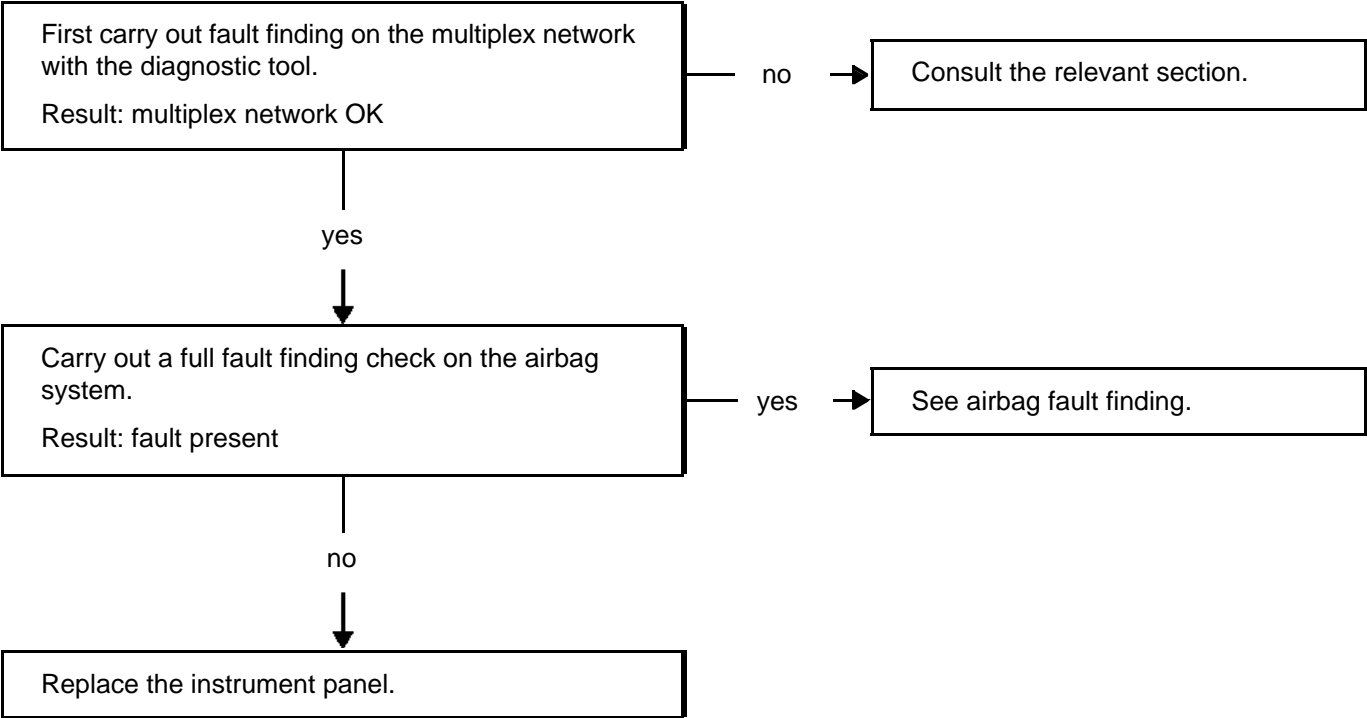 First carry out fault finding on the multiplex network
with the diagnostic tool.
Result: multiplex network OK
no
Consult the relevant section.
yes
Carry out a full fault finding check on the airbag
system.
Result: fault present
yes
See airbag fault finding.
no
Replace the instrument panel.